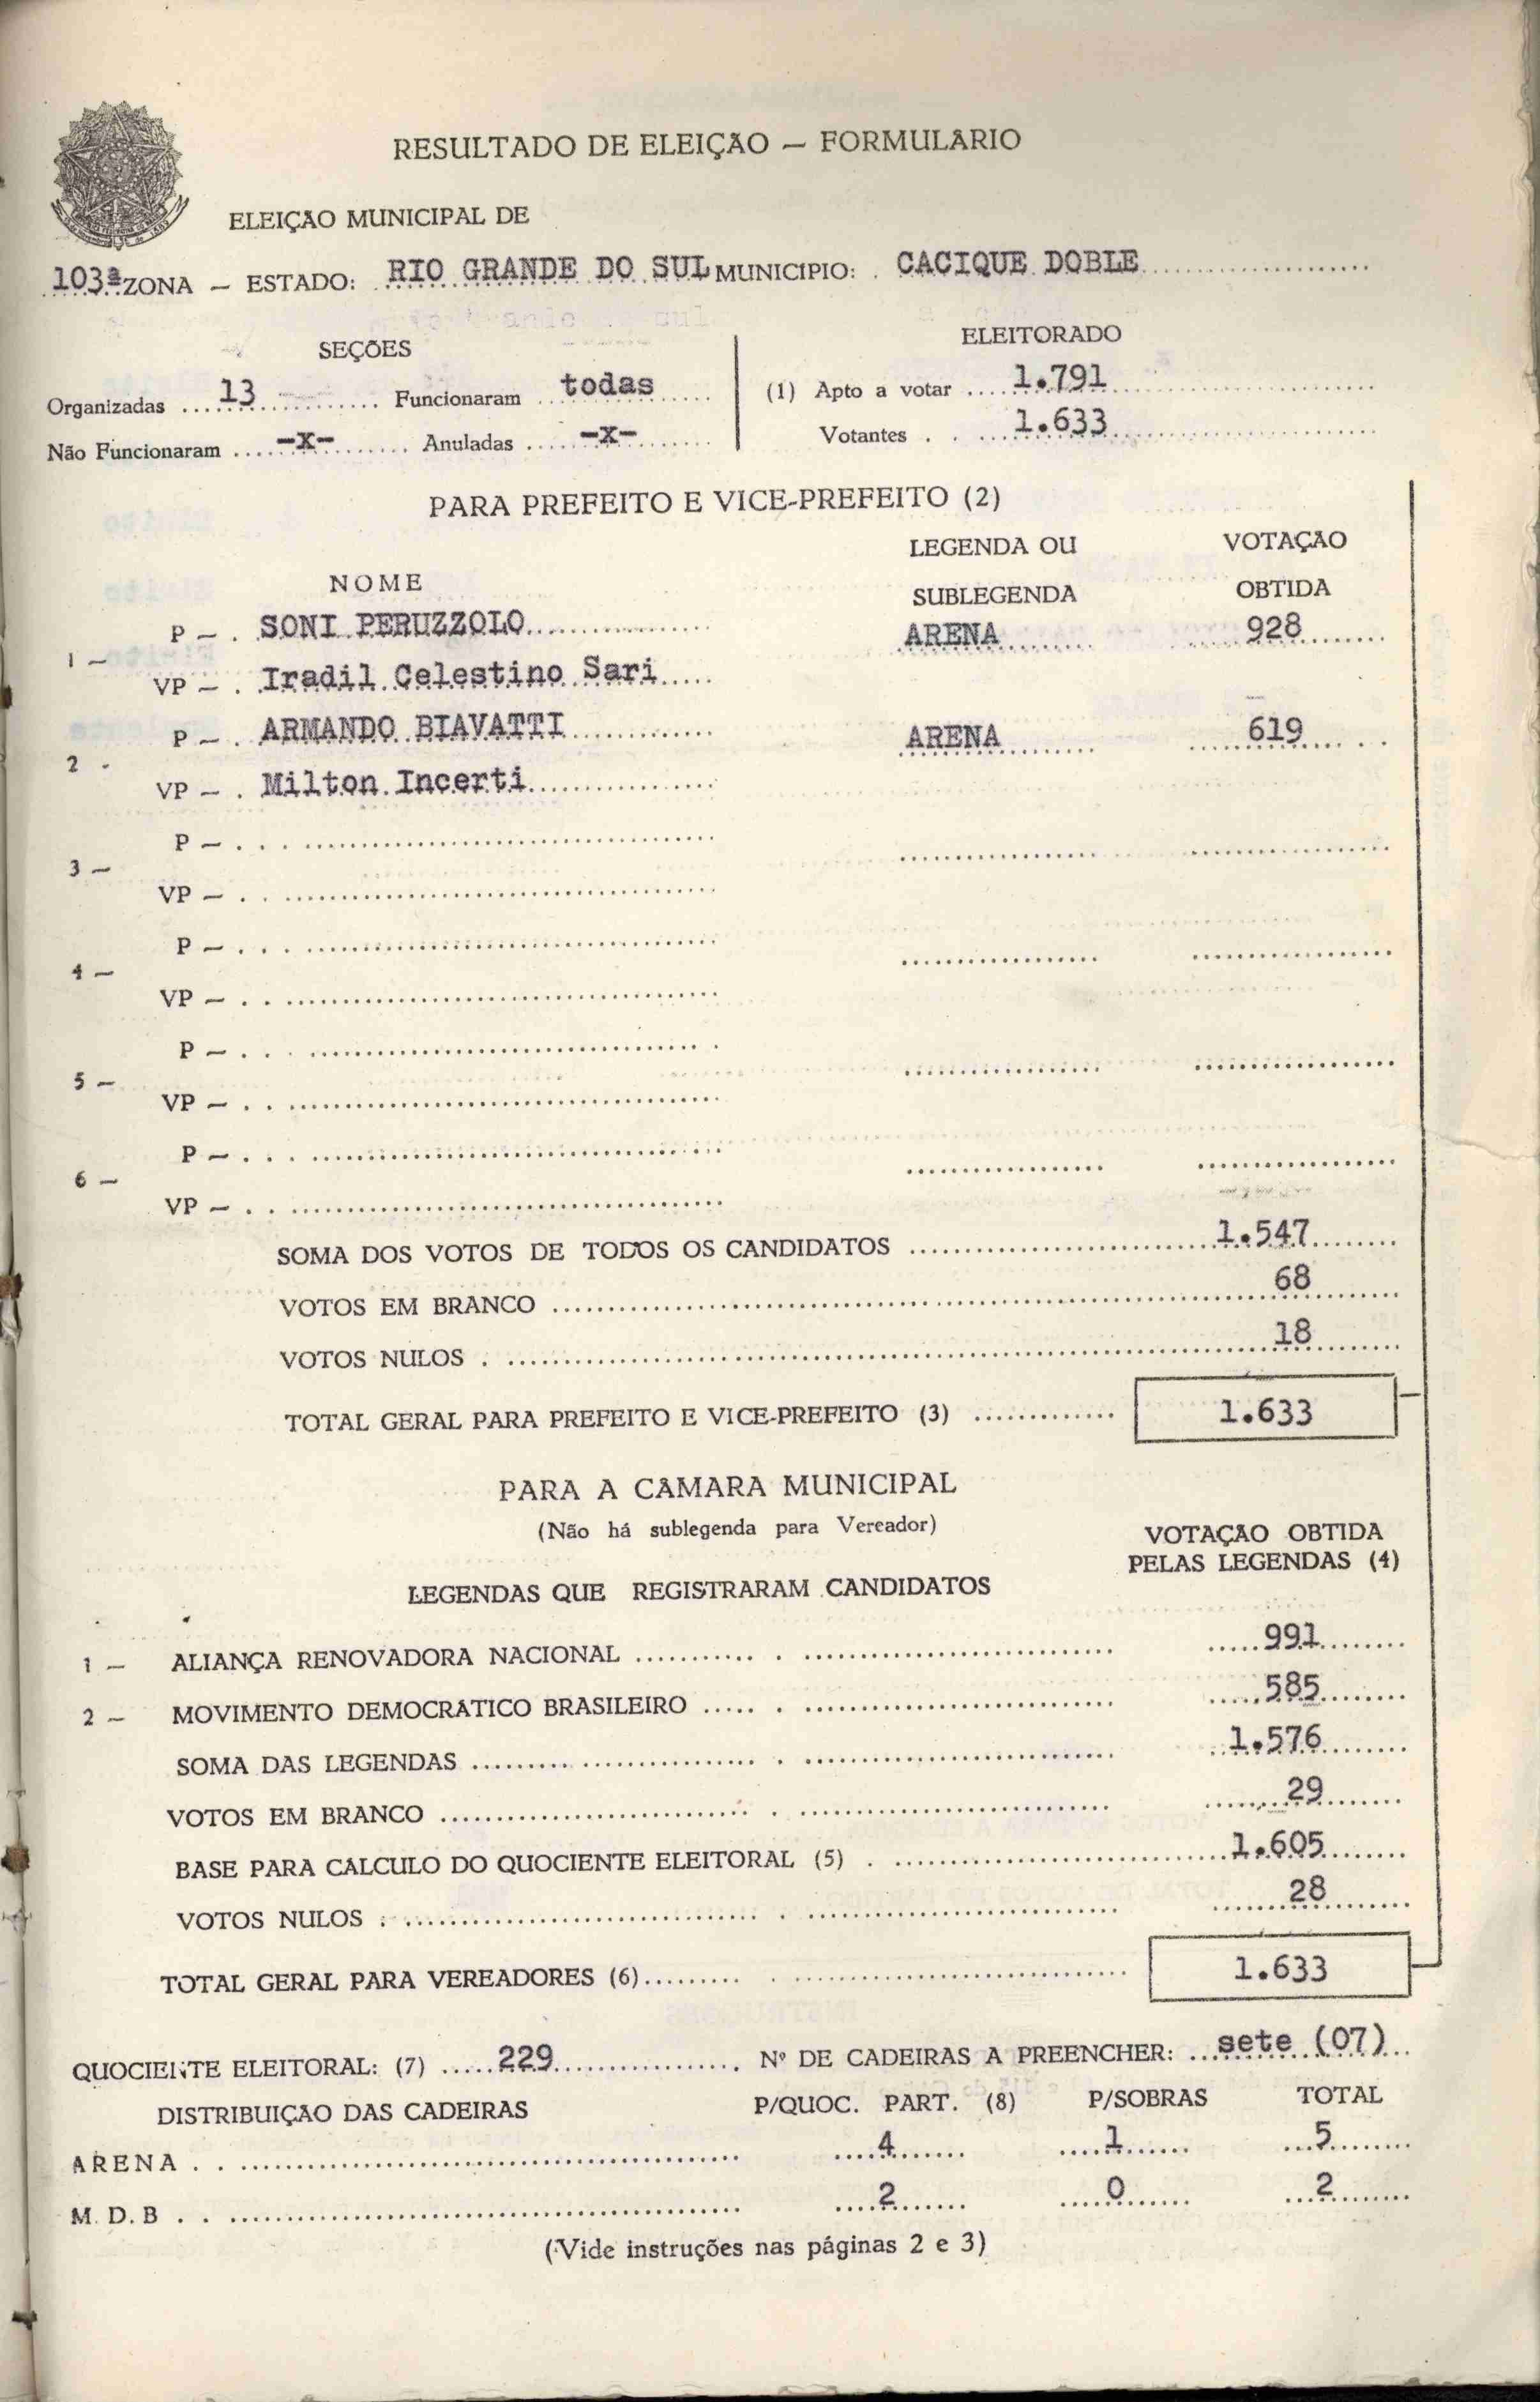 RESULTADO DE ELEIÇÃO — FORMULÁRIO
ELEIÇÃO MUNICIPAL DE
103ª ZONA — ESTADO: RIO GRANDE DO SUL MUNICIPIO: CACIQUE DOBLE
SEÇÕES
ELEITORADO
Organizadas 13 Funcionaram todas (1) Apto a votar 1.791
Não Funcionaram -x- Anuladas -x- Votantes 1.633
PARA PREFEITO E VICE-PREFEITO (2)
LEGENDA OU VOTAÇÃO
NOME SUBLEGENDA OBTIDA
P — SONI PERUZZOLO ARENA 928
1 —
VP — Iradil Celestino Sari
P — ARMANDO BIAVATTI ARENA 619
2 -
VP — Milton Incerti
P —
3 —
VP —
P —
4 —
VP —
P —
5 —
VP —
P —
6 —
VP —
SOMA DOS VOTOS DE TODOS OS CANDIDATOS 1.547
VOTOS EM BRANCO 68
VOTOS NULOS 18
TOTAL GERAL PARA PREFEITO E VICE-PREFEITO (3) 1.633
PARA A CÂMARA MUNICIPAL
(Não há sublegenda para Vereador)
VOTAÇÃO OBTIDA
PELAS LEGENDAS (4)
LEGENDAS QUE REGISTRARAM CANDIDATOS
1 — ALIANÇA RENOVADORA NACIONAL 991
2 — MOVIMENTO DEMOCRÁTICO BRASILEIRO 585
SOMA DAS LEGENDAS 1.576
VOTOS EM BRANCO 29
BASE PARA CÁLCULO DO QUOCIENTE ELEITORAL (5) 1.605
VOTOS NULOS 28
TOTAL GERAL PARA VEREADORES (6) 1.633
QUOCIENTE ELEITORAL: (7) 229 Nº DE CADEIRAS A PREENCHER: sete (07)
DISTRIBUIÇÃO DAS CADEIRAS P/QUOC. PART. (8) P/SOBRAS TOTAL
ARENA 4 1 5
M. D. B 2 0 2
(Vide instruções nas páginas 2 e 3)